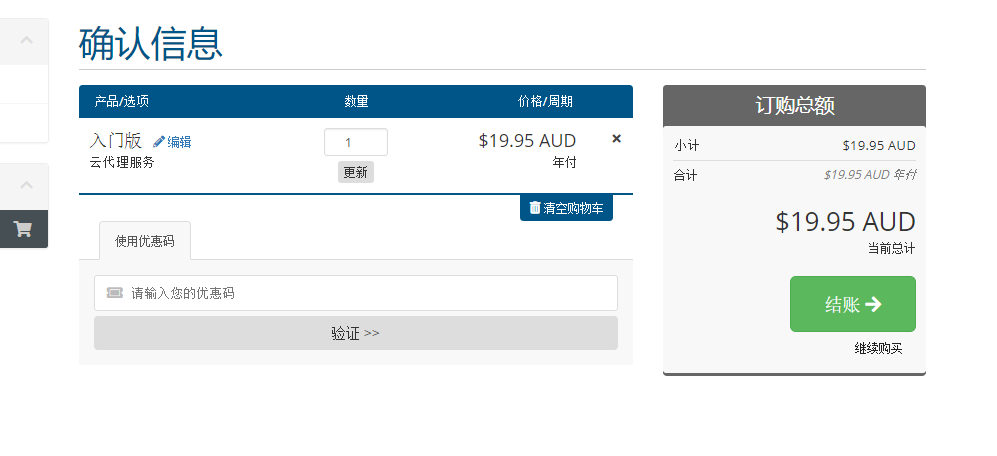 确认信息
产品/选项 数量 价格/周期
入门版 编辑 1 $19.95 AUD
云代理服务 更新 年付
清空购物车
使用优惠码
请输入您的优惠码
验证 >>
订购总额
小计 $19.95 AUD
合计 $19.95 AUD 年付
$19.95 AUD
当前总计
结账
继续购买